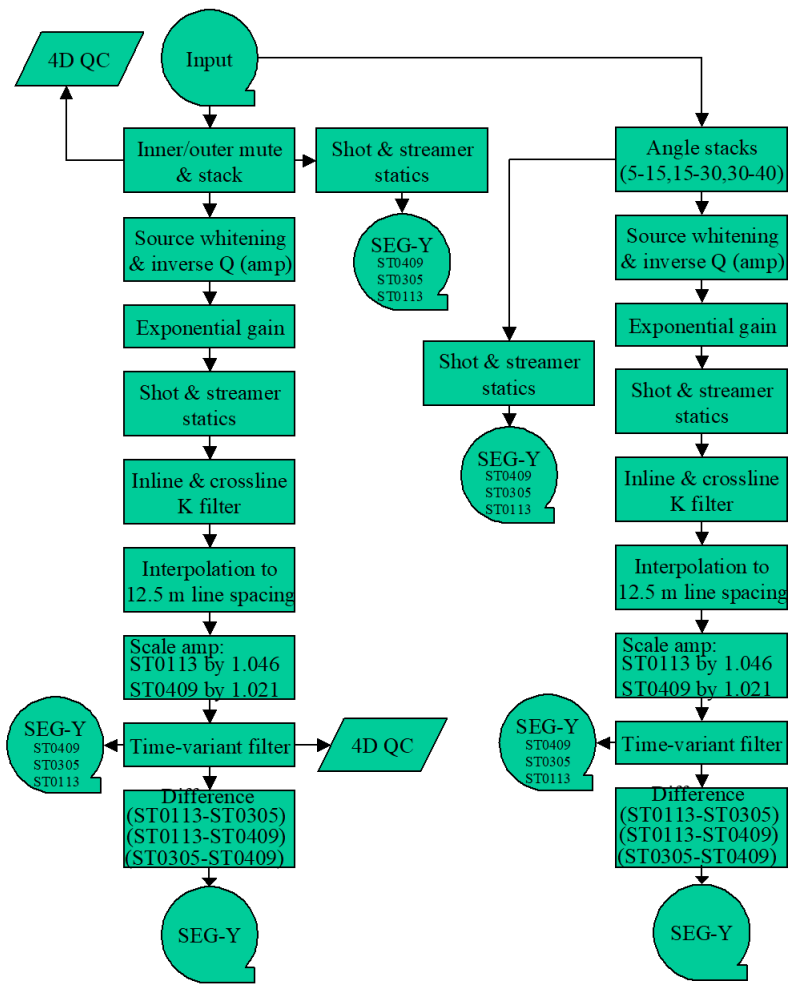 4D QC
Input
Inner/outer mute
& stack
Shot & streamer
statics
Angle stacks
(5-15,15-30,30-40)
SEG-Y
ST0409
ST0305
ST0113
Source whitening
& inverse Q (amp)
Source whitening
& inverse Q (amp)
Exponential gain
Exponential gain
Shot & streamer
statics
Shot & streamer
statics
Shot & streamer
statics
SEG-Y
ST0409
ST0305
ST0113
Inline & crossline
K filter
Inline & crossline
K filter
Interpolation to
12.5 m line spacing
Interpolation to
12.5 m line spacing
Scale amp:
ST0113 by 1.046
ST0409 by 1.021
Scale amp:
ST0113 by 1.046
ST0409 by 1.021
SEG-Y
ST0409
ST0305
ST0113
Time-variant filter
4D QC
SEG-Y
ST0409
ST0305
ST0113
Time-variant filter
Difference
(ST0113-ST0305)
(ST0113-ST0409)
(ST0305-ST0409)
Difference
(ST0113-ST0305)
(ST0113-ST0409)
(ST0305-ST0409)
SEG-Y
SEG-Y